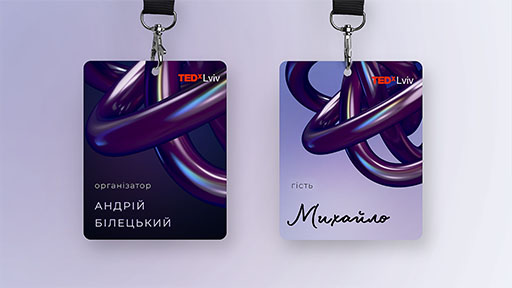 TEDxLviv
організатор
АНДРІЙ
БІЛЕЦЬКИЙ
TEDxLviv
гість
Михайло